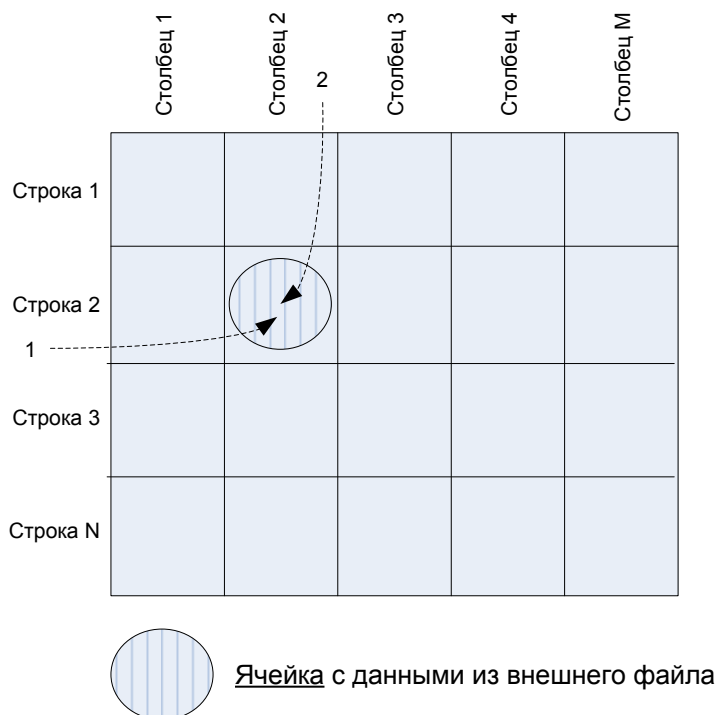 Столбец 1
Столбец 2
Столбец 3
Столбец 4
Столбец M
2
Строка 1
Строка 2
1
Строка 3
Строка N
Ячейка с данными из внешнего файла